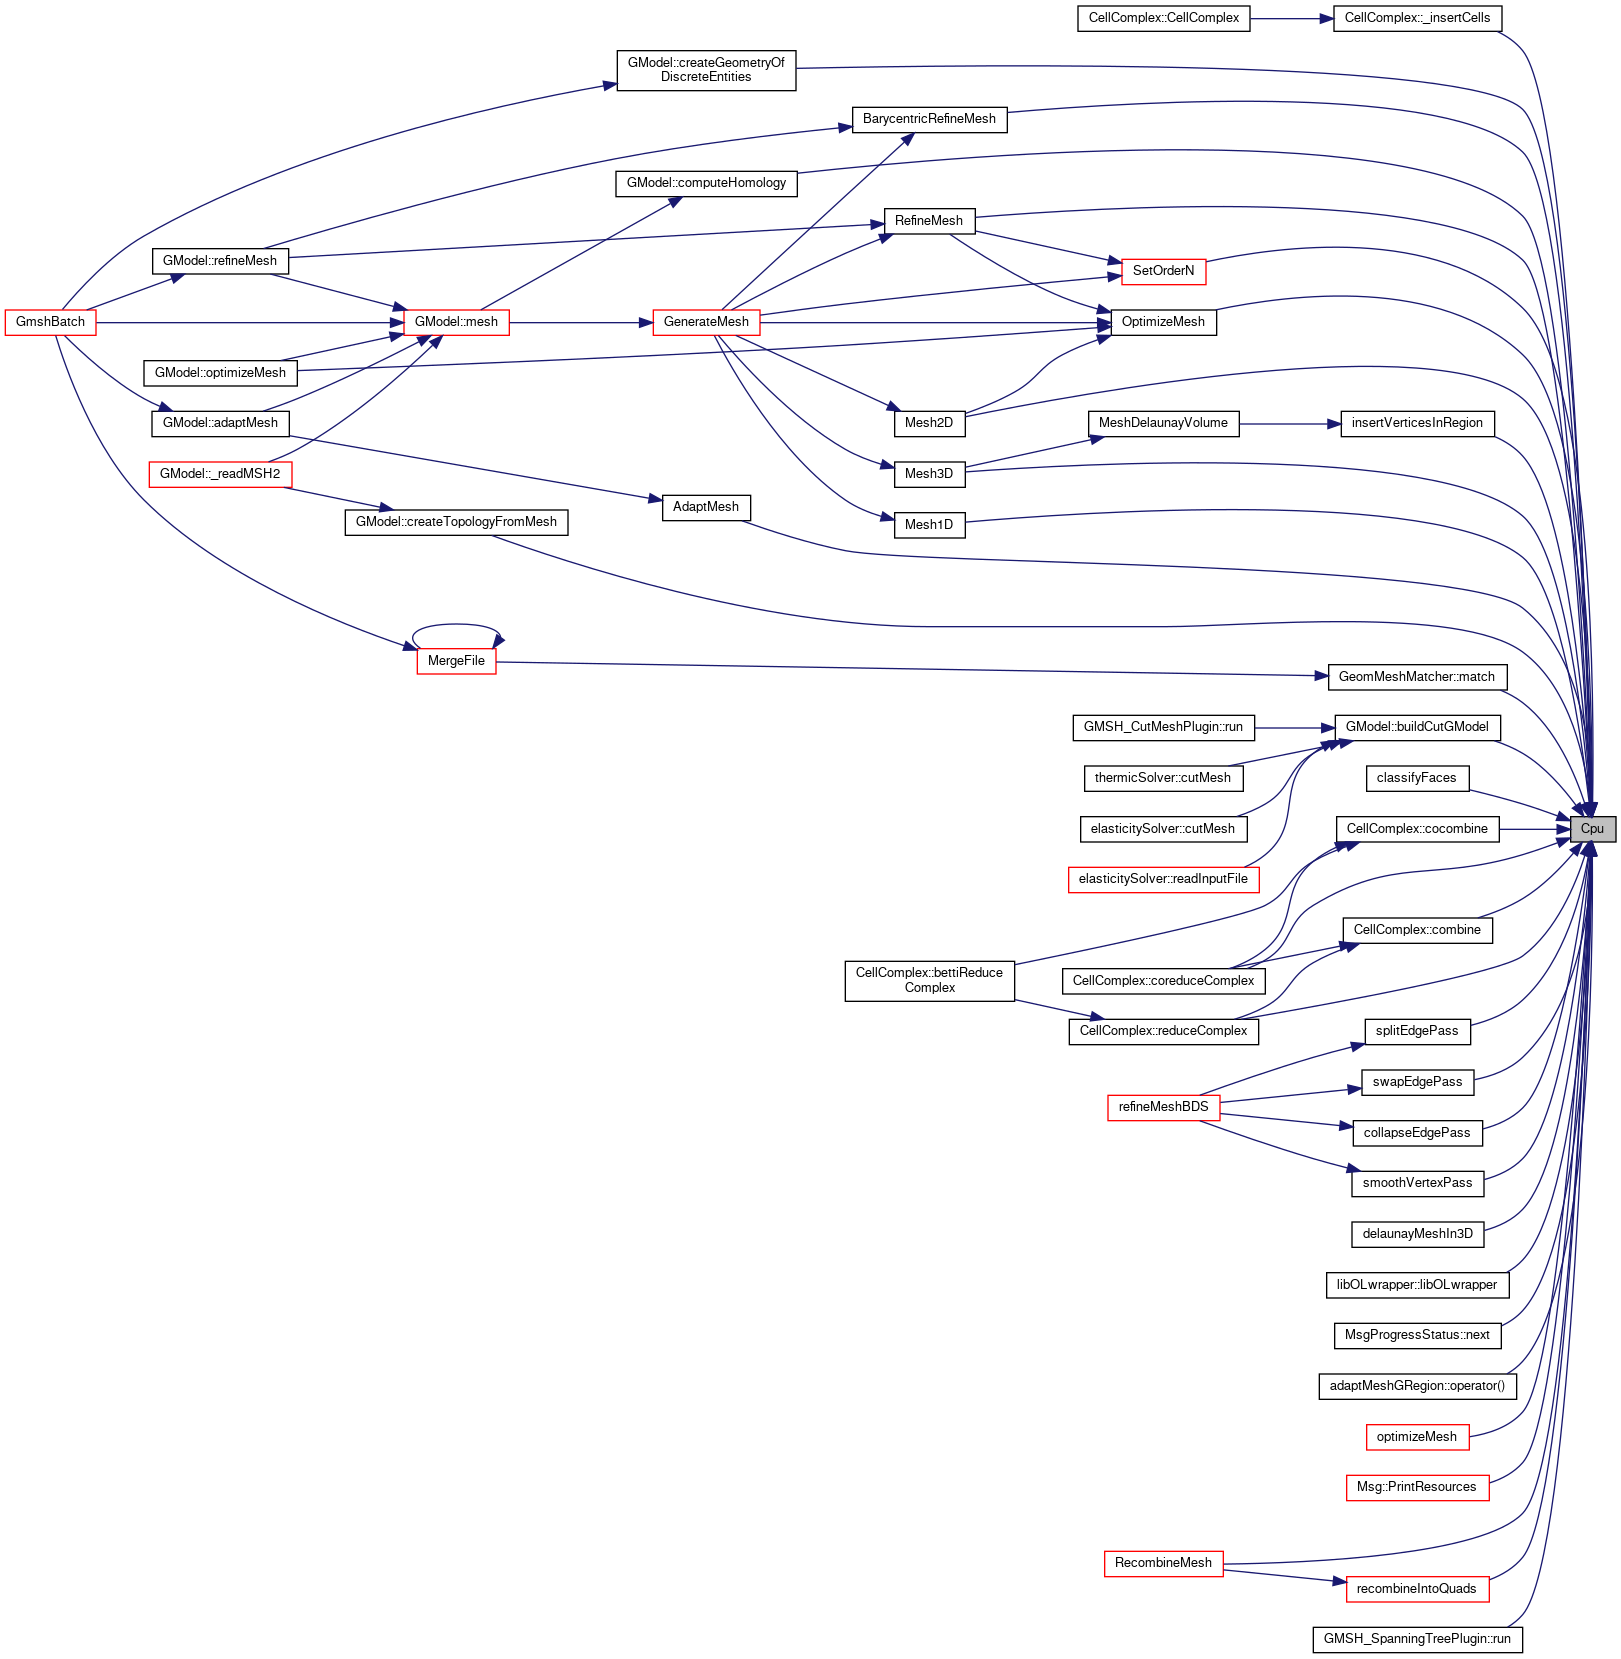 CellComplex::CellComplex
CellComplex::_insertCells
GModel::createGeometryOf
DiscreteEntities
BarycentricRefineMesh
GModel::computeHomology
RefineMesh
GModel::refineMesh
SetOrderN
GmshBatch
GModel::mesh
GenerateMesh
OptimizeMesh
GModel::optimizeMesh
GModel::adaptMesh
Mesh2D
MeshDelaunayVolume
insertVerticesInRegion
GModel::_readMSH2
Mesh3D
AdaptMesh
GModel::createTopologyFromMesh
Mesh1D
MergeFile
GeomMeshMatcher::match
GMSH_CutMeshPlugin::run
GModel::buildCutGModel
thermicSolver::cutMesh
classifyFaces
elasticitySolver::cutMesh
CellComplex::cocombine
Cpu
elasticitySolver::readInputFile
CellComplex::combine
CellComplex::bettiReduce
Complex
CellComplex::coreduceComplex
CellComplex::reduceComplex
splitEdgePass
swapEdgePass
refineMeshBDS
collapseEdgePass
smoothVertexPass
delaunayMeshIn3D
libOLwrapper::libOLwrapper
MsgProgressStatus::next
adaptMeshGRegion::operator()
optimizeMesh
Msg::PrintResources
RecombineMesh
recombineIntoQuads
GMSH_SpanningTreePlugin::run